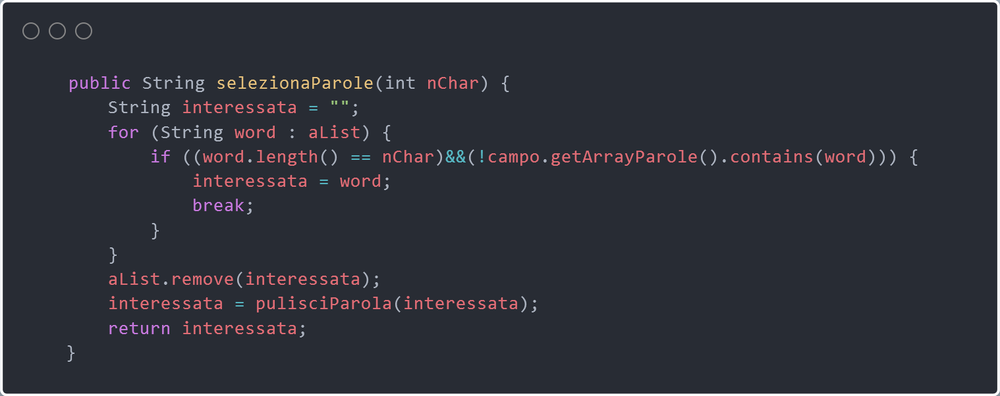 public String selezionaParole(int nChar) {
    String interessata = "";
    for (String word : aList) {
        if ((word.length() == nChar)&&(!campo.getArrayParole().contains(word))) {
            interessata = word;
            break;
        }
    }
    aList.remove(interessata);
    interessata = pulisciParola(interessata);
    return interessata;
}